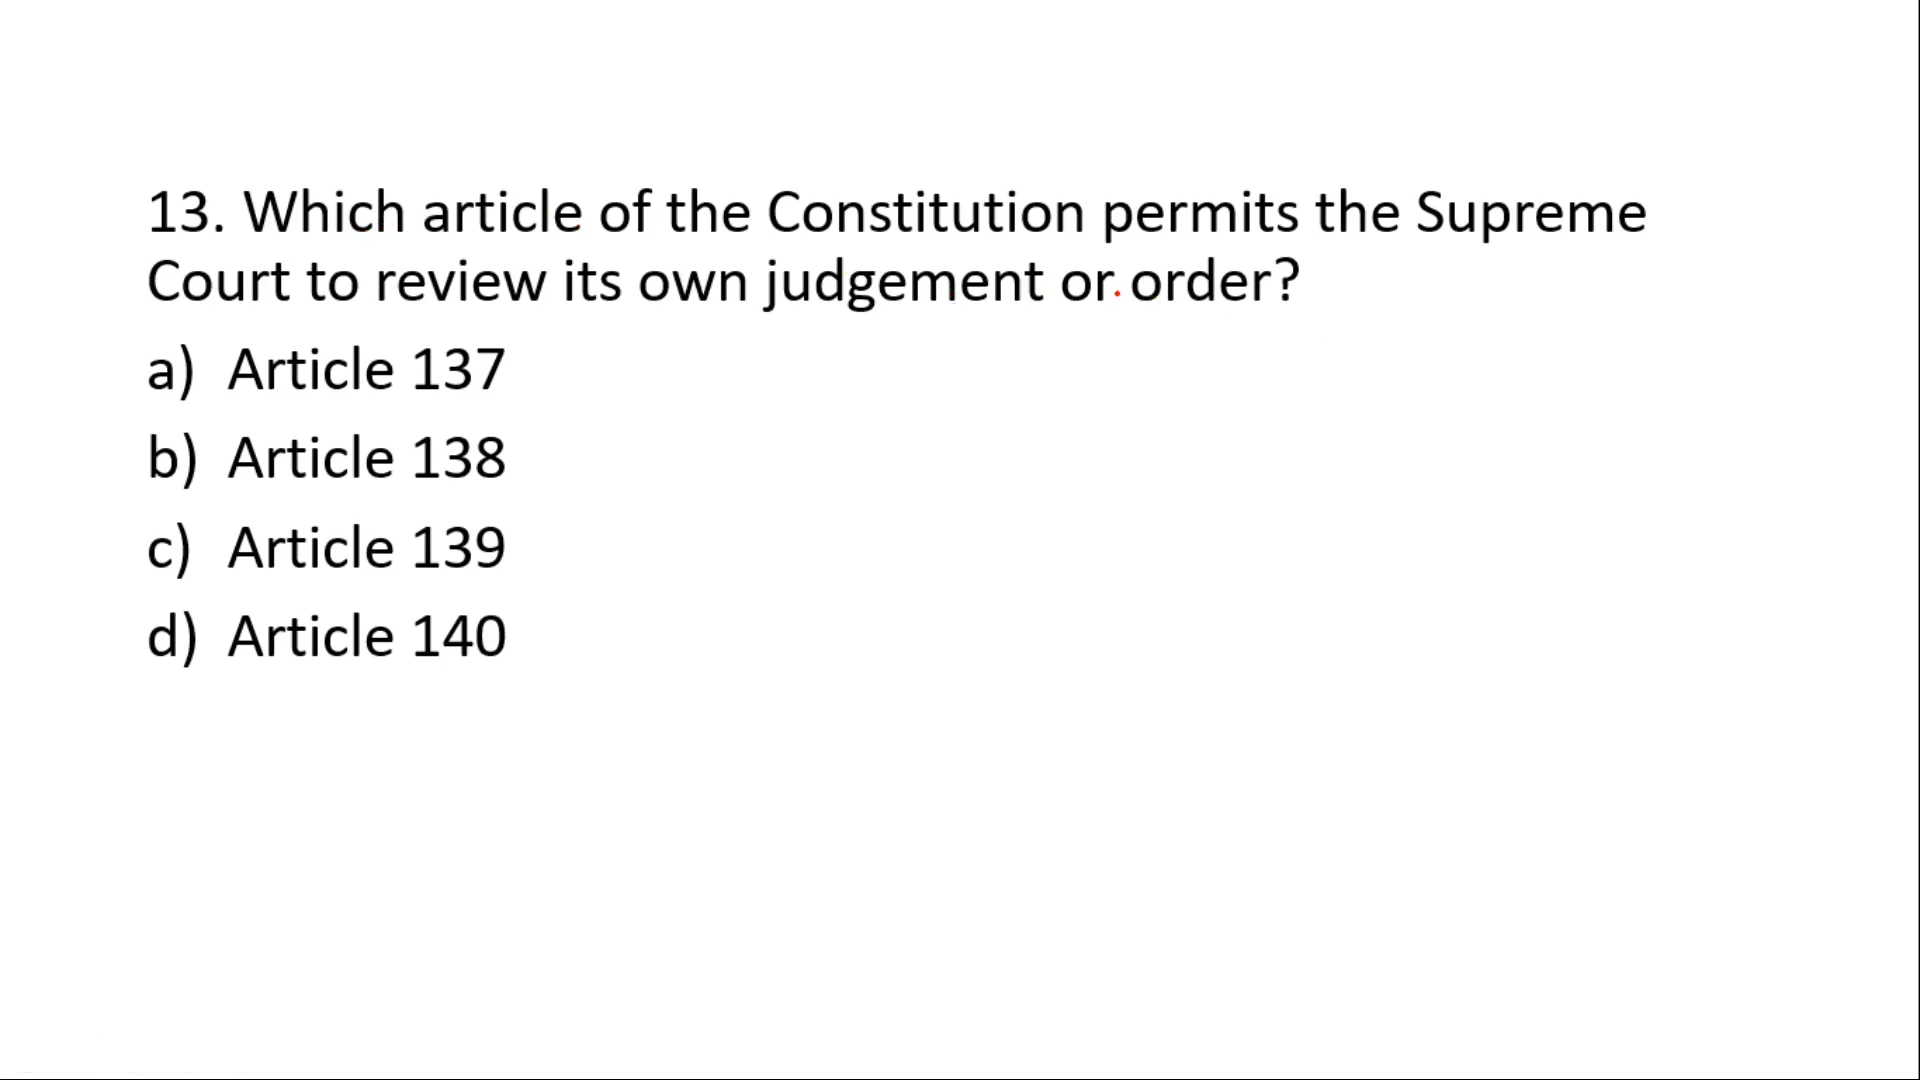 13. Which article of the Constitution permits the Supreme
Court to review its own judgement or order?
a) Article 137
b) Article 138
c) Article 139
d) Article 140